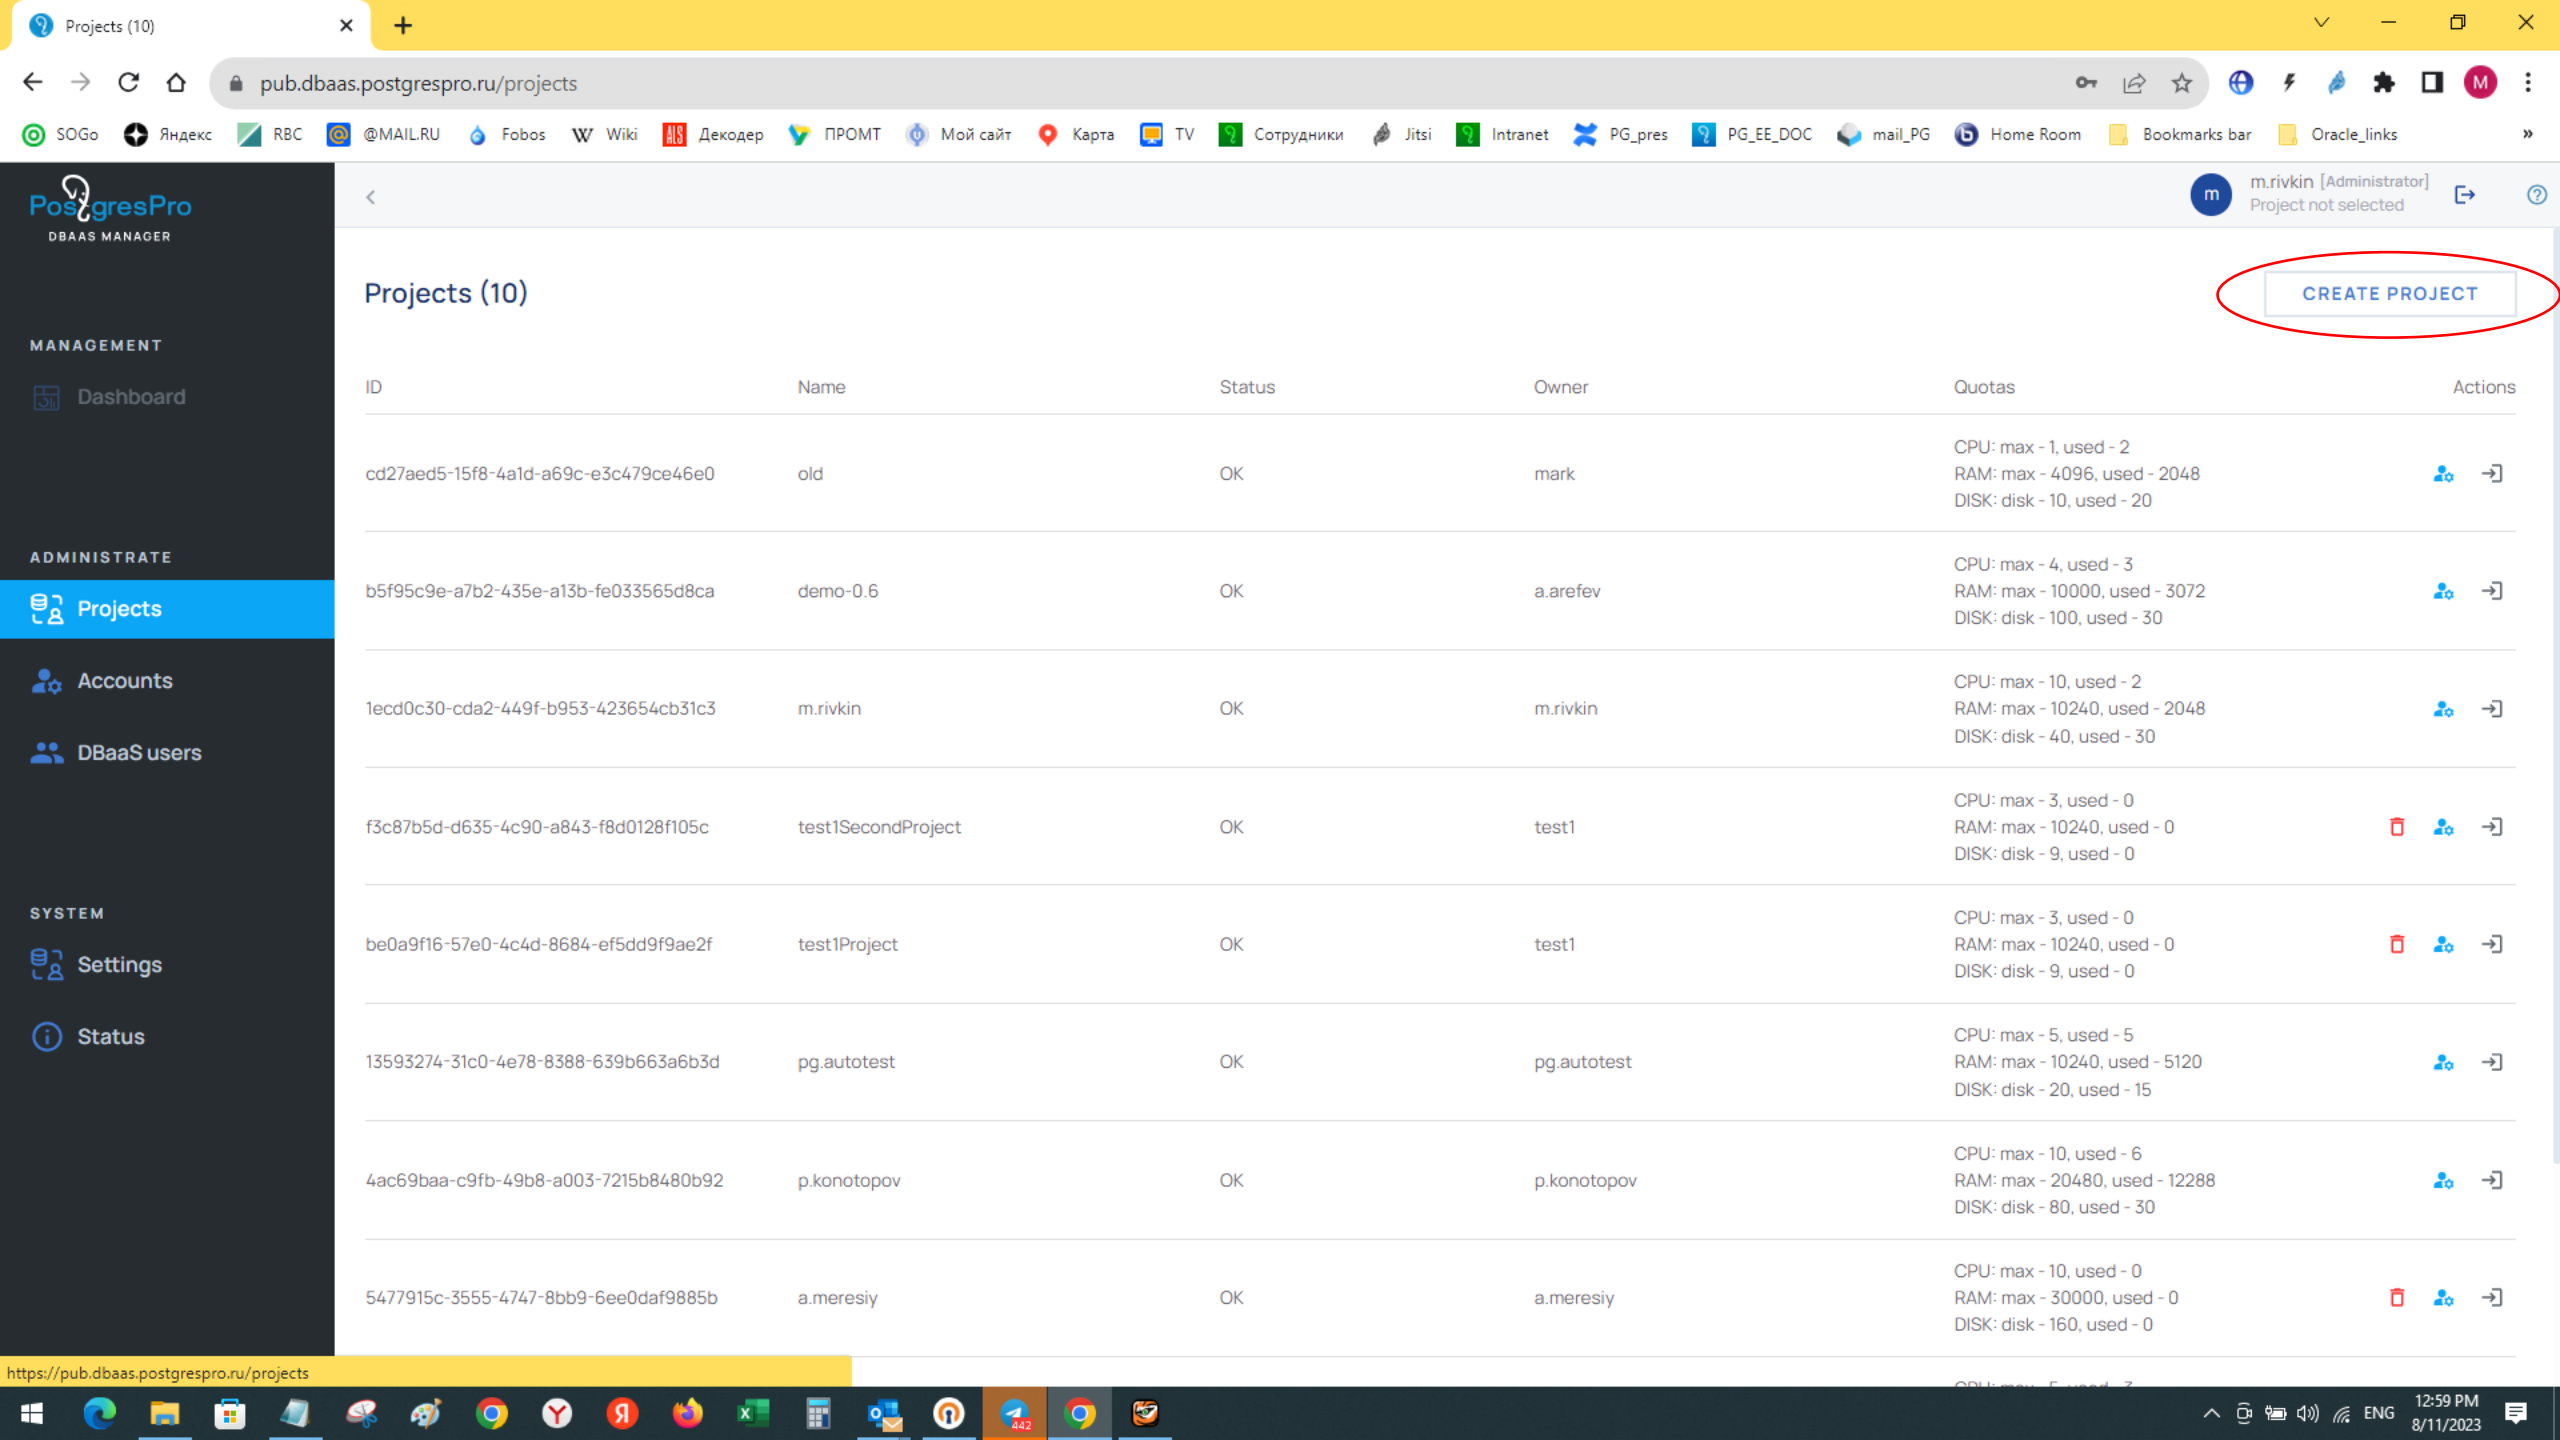 Projects (10)
pub.dbaas.postgrespro.ru/projects
M
SOGo
Яндекс
RBC
@MAIL.RU
Fobos
Wiki
ALS
Декодер
ПРОМТ
Мой сайт
Карта
TV
Сотрудники
Jitsi
Intranet
PG_pres
PG_EE_DOC
mail_PG
Home Room
Bookmarks bar
Oracle_links
»
PostgresPro
DBAAS MANAGER
m
m.rivkin [Administrator]
Project not selected
Projects (10)
CREATE PROJECT
MANAGEMENT
Dashboard
ADMINISTRATE
Projects
Accounts
DBaaS users
SYSTEM
Settings
Status
ID Name Status Owner Quotas Actions
CPU: max - 1, used - 2
cd27aed5-15f8-4a1d-a69c-e3c479ce46e0 old OK mark RAM: max - 4096, used - 2048
DISK: disk - 10, used - 20
CPU: max - 4, used - 3
b5f95c9e-a7b2-435e-a13b-fe033565d8ca demo-0.6 OK a.arefev RAM: max - 10000, used - 3072
DISK: disk - 100, used - 30
CPU: max - 10, used - 2
1ecd0c30-cda2-449f-b953-423654cb31c3 m.rivkin OK m.rivkin RAM: max - 10240, used - 2048
DISK: disk - 40, used - 30
CPU: max - 3, used - 0
f3c87b5d-d635-4c90-a843-f8d0128f105c test1SecondProject OK test1 RAM: max - 10240, used - 0
DISK: disk - 9, used - 0
CPU: max - 3, used - 0
be0a9f16-57e0-4c4d-8684-ef5dd9f9ae2f test1Project OK test1 RAM: max - 10240, used - 0
DISK: disk - 9, used - 0
CPU: max - 5, used - 5
13593274-31c0-4e78-8388-639b663a6b3d pg.autotest OK pg.autotest RAM: max - 10240, used - 5120
DISK: disk - 20, used - 15
CPU: max - 10, used - 6
4ac69baa-c9fb-49b8-a003-7215b8480b92 p.konotopov OK p.konotopov RAM: max - 20480, used - 12288
DISK: disk - 80, used - 30
CPU: max - 10, used - 0
5477915c-3555-4747-8bb9-6ee0daf9885b a.meresiy OK a.meresiy RAM: max - 30000, used - 0
DISK: disk - 160, used - 0
https://pub.dbaas.postgrespro.ru/projects
442
ENG
12:59 PM
8/11/2023